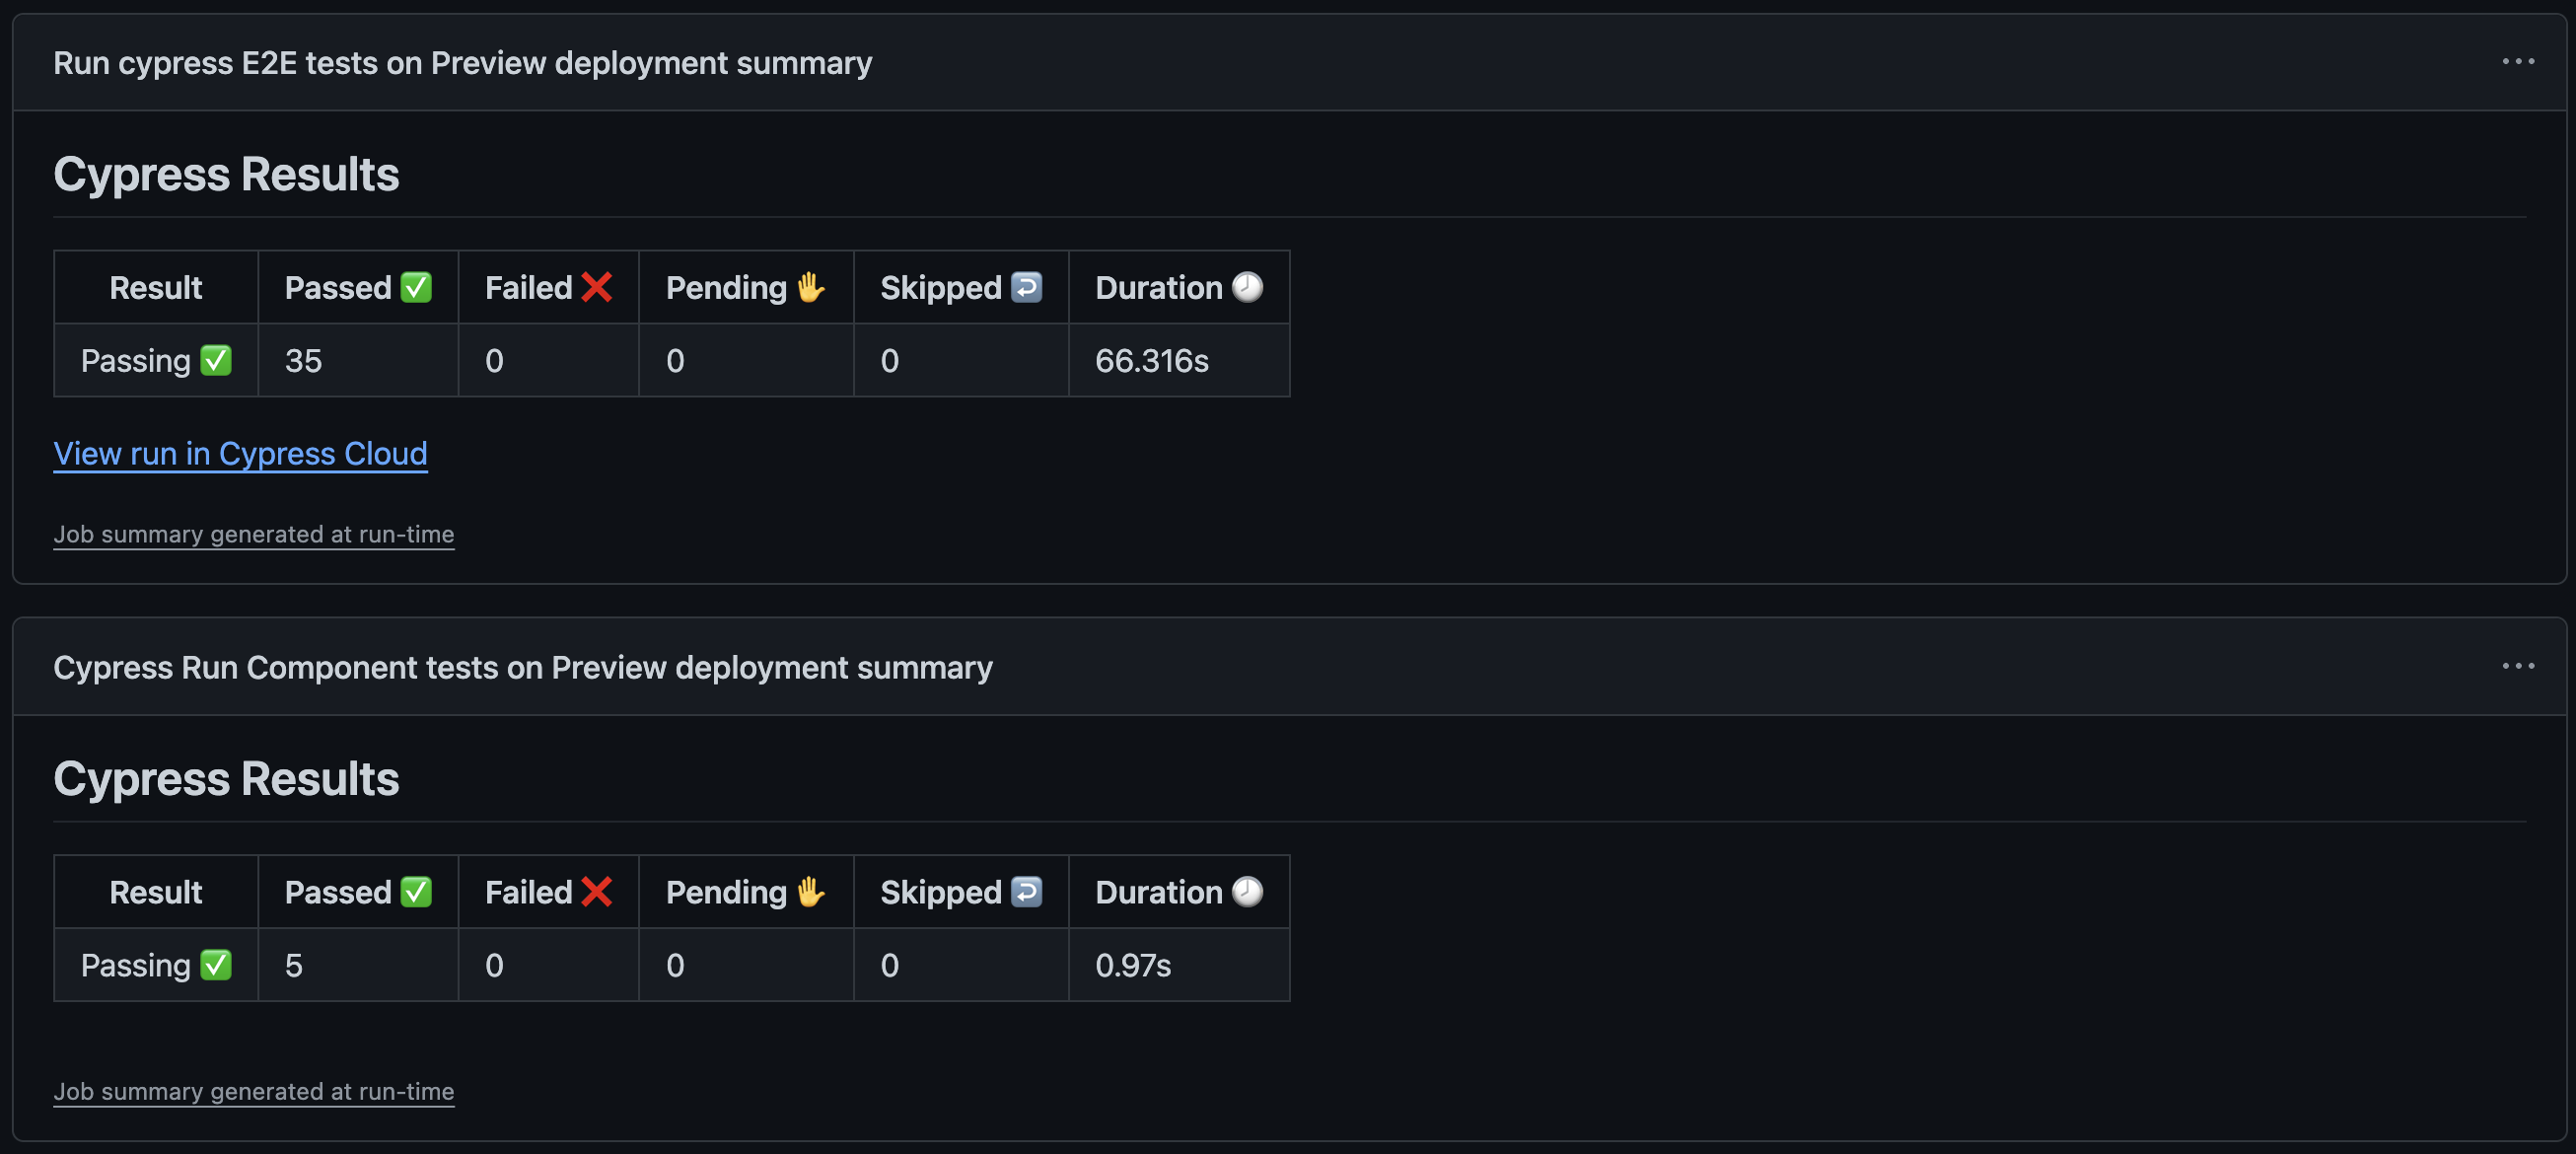 Run cypress E2E tests on Preview deployment summary
Cypress Results
Result Passed ✅ Failed ❌ Pending ✋ Skipped ↩️ Duration 🕗
Passing ✅ 35 0 0 0 66.316s
View run in Cypress Cloud
Job summary generated at run-time
Cypress Run Component tests on Preview deployment summary
Cypress Results
Result Passed ✅ Failed ❌ Pending ✋ Skipped ↩️ Duration 🕗
Passing ✅ 5 0 0 0 0.97s
Job summary generated at run-time